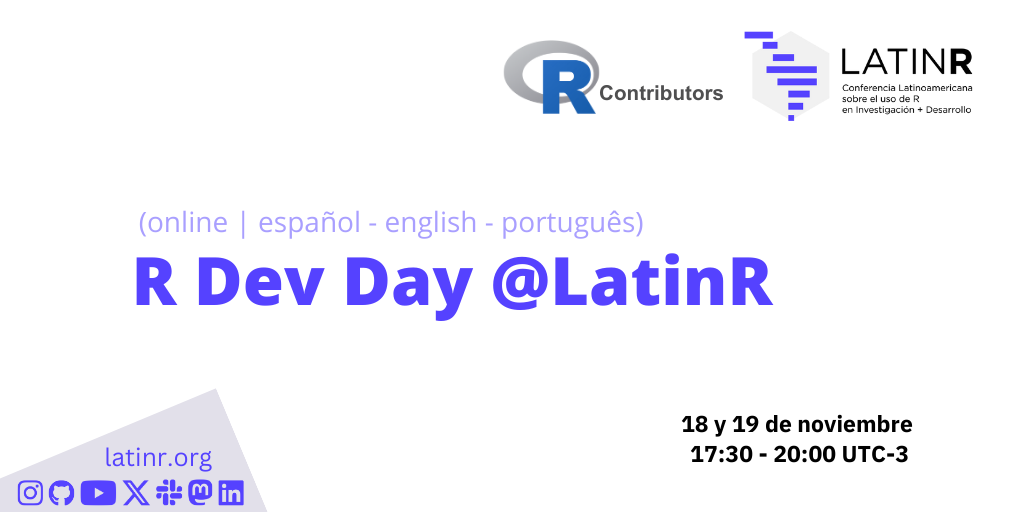 R Contributors
LATINR
Conferencia Latinoamericana
sobre el uso de R
en Investigación + Desarrollo
(online | español - english - português)
R Dev Day @LatinR
18 y 19 de noviembre
17:30 - 20:00 UTC-3
latinr.org